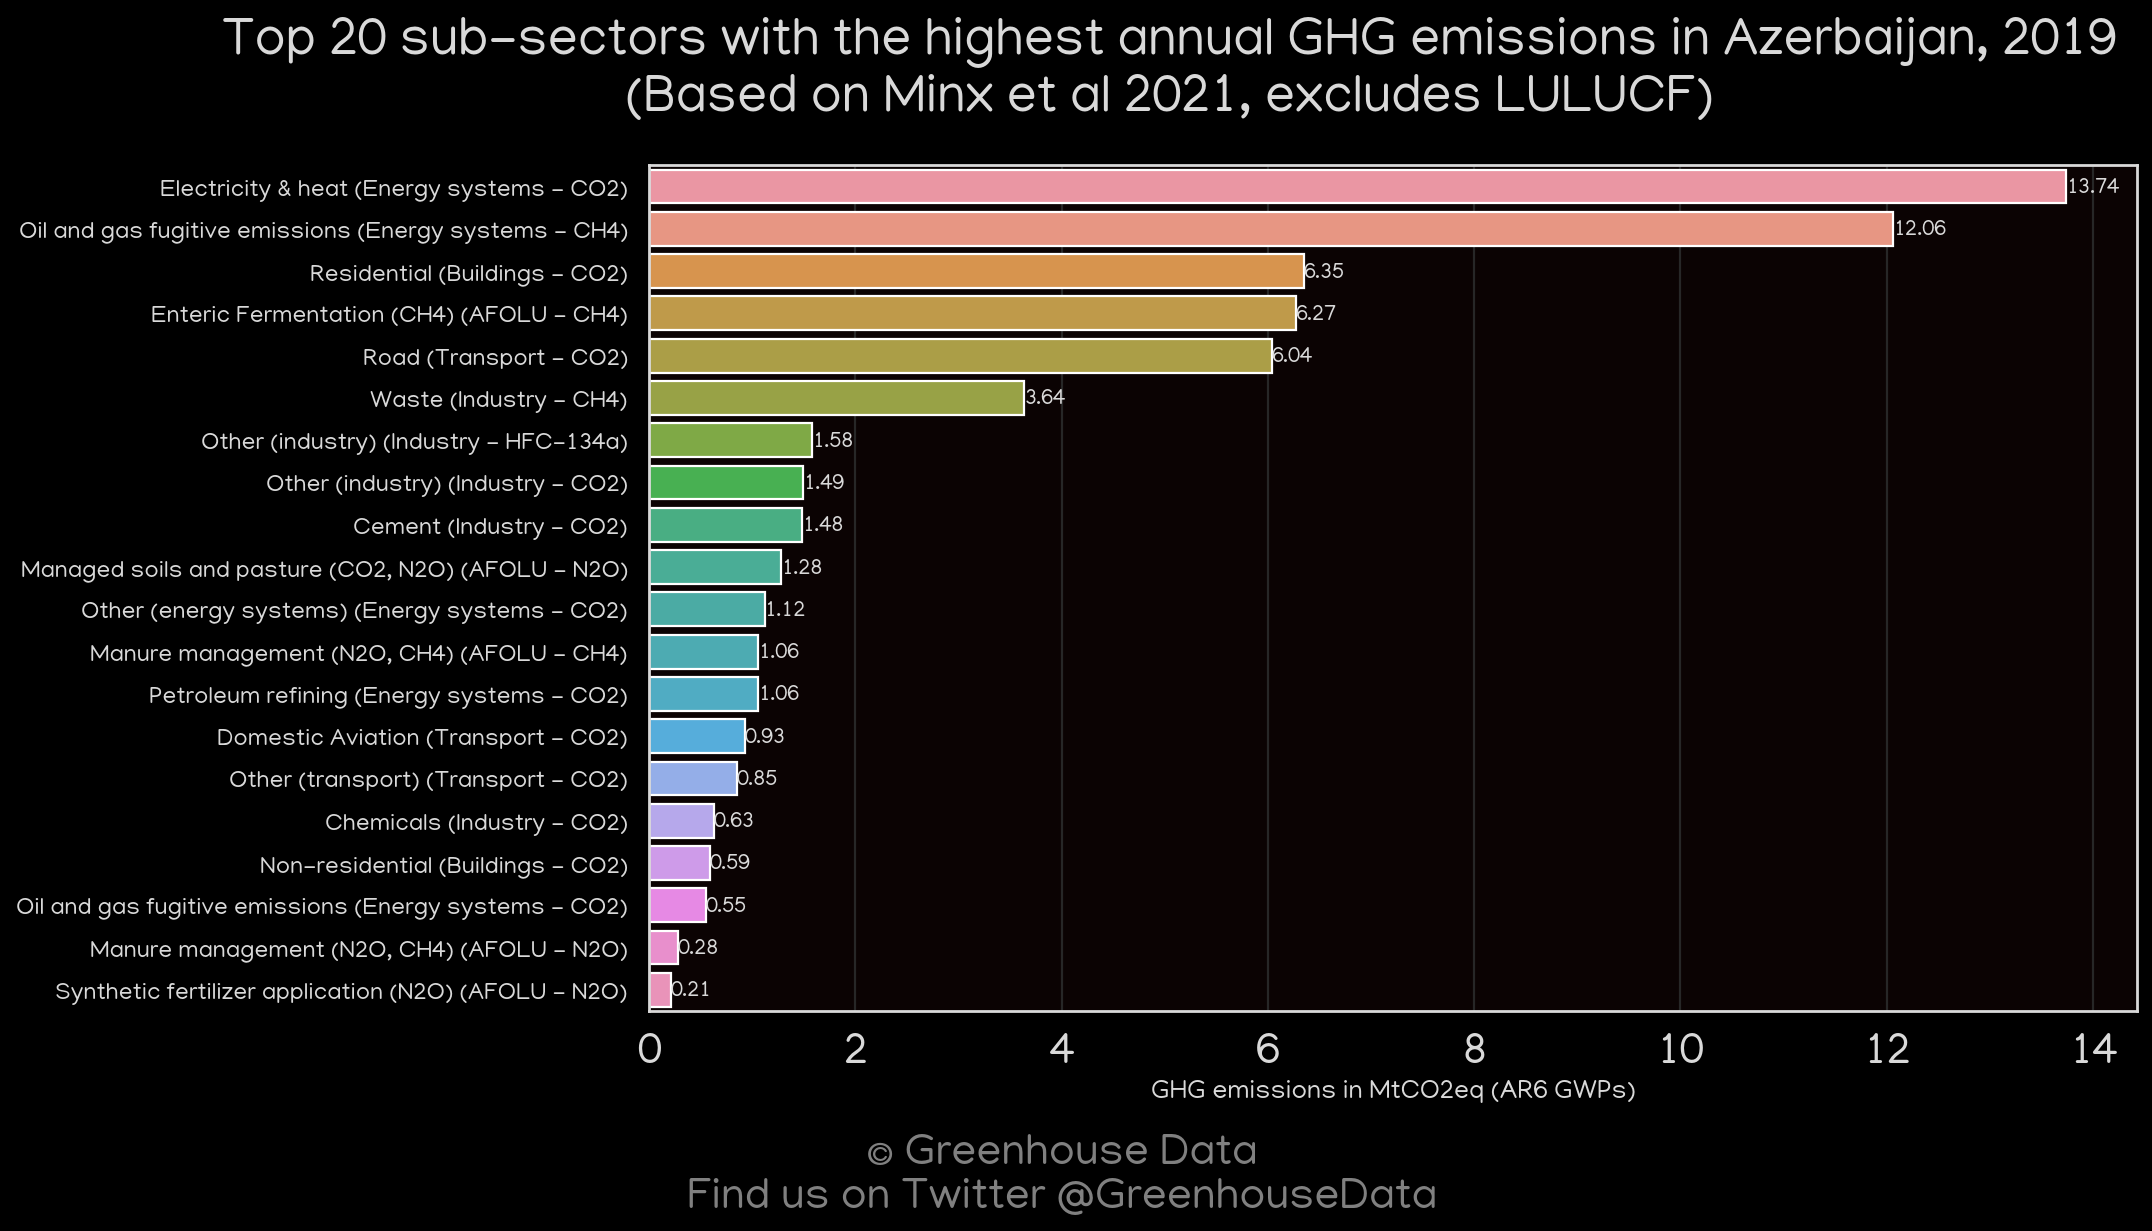 Top 20 sub-sectors with the highest annual GHG emissions in Azerbaijan, 2019
(Based on Minx et al 2021, excludes LULUCF)
Electricity & heat (Energy systems - CO2) 13.74
Oil and gas fugitive emissions (Energy systems - CH4) 12.06
Residential (Buildings - CO2) 6.35
Enteric Fermentation (CH4) (AFOLU - CH4) 6.27
Road (Transport - CO2) 6.04
Waste (Industry - CH4) 3.64
Other (industry) (Industry - HFC-134a) 1.58
Other (industry) (Industry - CO2) 1.49
Cement (Industry - CO2) 1.48
Managed soils and pasture (CO2, N2O) (AFOLU - N2O) 1.28
Other (energy systems) (Energy systems - CO2) 1.12
Manure management (N2O, CH4) (AFOLU - CH4) 1.06
Petroleum refining (Energy systems - CO2) 1.06
Domestic Aviation (Transport - CO2) 0.93
Other (transport) (Transport - CO2) 0.85
Chemicals (Industry - CO2) 0.63
Non-residential (Buildings - CO2) 0.59
Oil and gas fugitive emissions (Energy systems - CO2) 0.55
Manure management (N2O, CH4) (AFOLU - N2O) 0.28
Synthetic fertilizer application (N2O) (AFOLU - N2O) 0.21
0 2 4 6 8 10 12 14
GHG emissions in MtCO2eq (AR6 GWPs)
© Greenhouse Data
Find us on Twitter @GreenhouseData